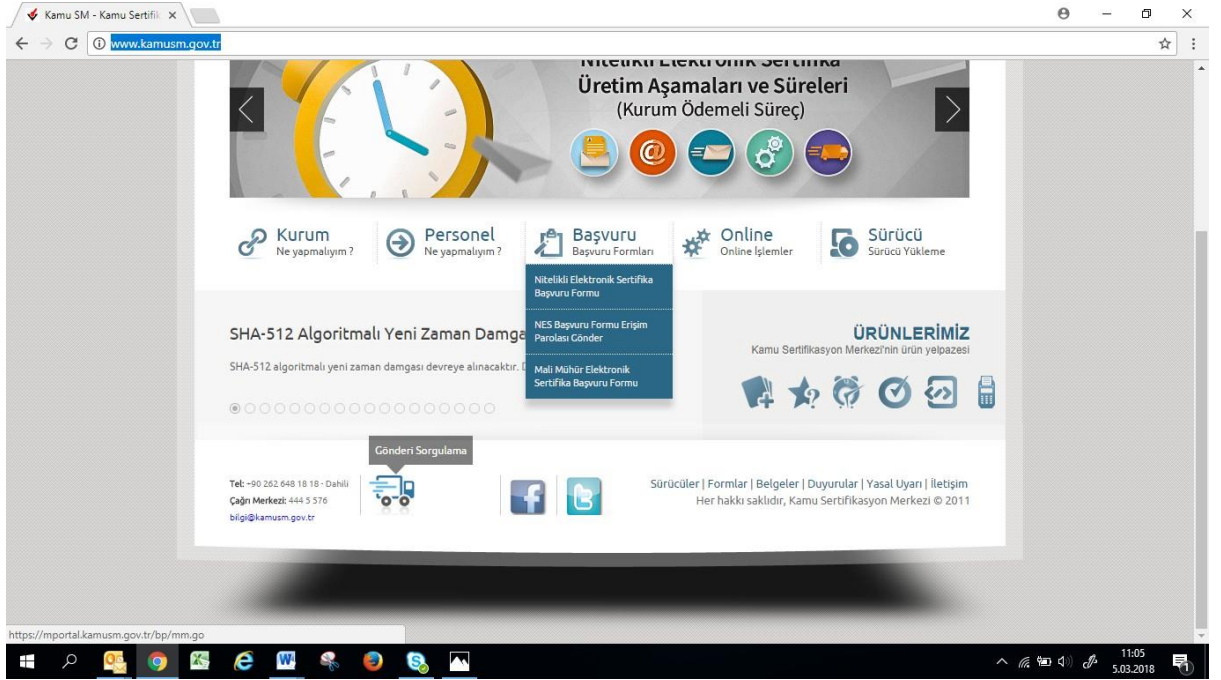 Kamu SM - Kamu Sertifi
www.kamusm.gov.tr
Nitelikli Elektronik Sertifika
Üretim Aşamaları ve Süreleri
(Kurum Ödemeli Süreç)
Kurum
Ne yapmalıyım ?
Personel
Ne yapmalıyım ?
Başvuru
Başvuru Formları
Online
Online İşlemler
Sürücü
Sürücü Yükleme
Nitelikli Elektronik Sertifika
Başvuru Formu
NES Başvuru Formu Erişim
Parolası Gönder
Mali Mühür Elektronik
Sertifika Başvuru Formu
SHA-512 Algoritmalı Yeni Zaman Damga
SHA-512 algoritmalı yeni zaman damgası devreye alınacaktır.
ÜRÜNLERİMİZ
Kamu Sertifikasyon Merkezi'nin ürün yelpazesi
Gönderi Sorgulama
Tel: +90 262 648 18 18 - Dahili
Çağrı Merkezi: 444 5 576
bilgi@kamusm.gov.tr
Sürücüler | Formlar | Belgeler | Duyurular | Yasal Uyarı | İletişim
Her hakkı saklıdır, Kamu Sertifikasyon Merkezi © 2011
https://mportal.kamusm.gov.tr/bp/mm.go
11:05
5.03.2018